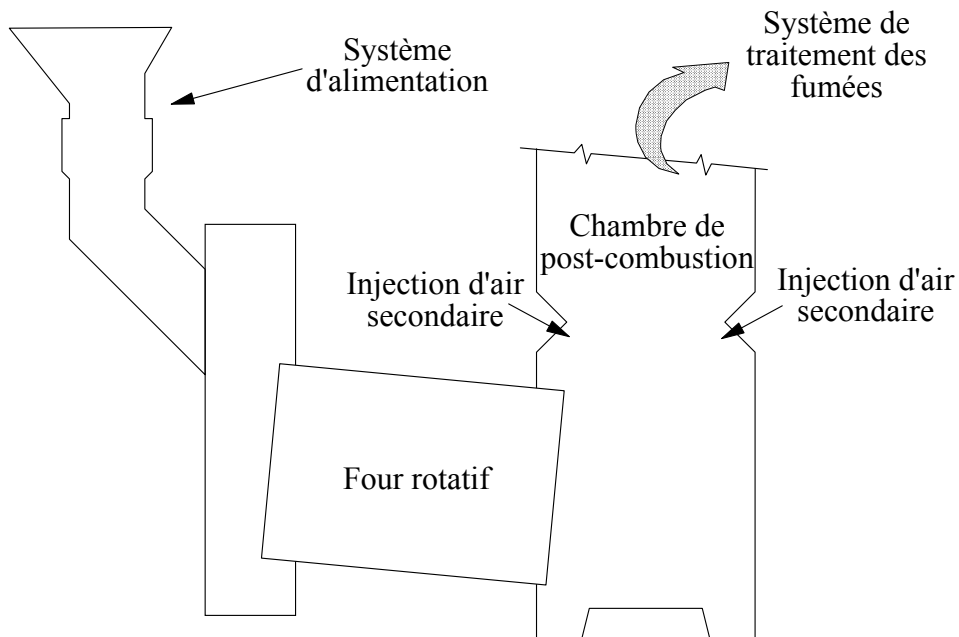 Système
d'alimentation
Système de
traitement des
fumées
Chambre de
post-combustion
Injection d'air
secondaire
Injection d'air
secondaire
Four rotatif